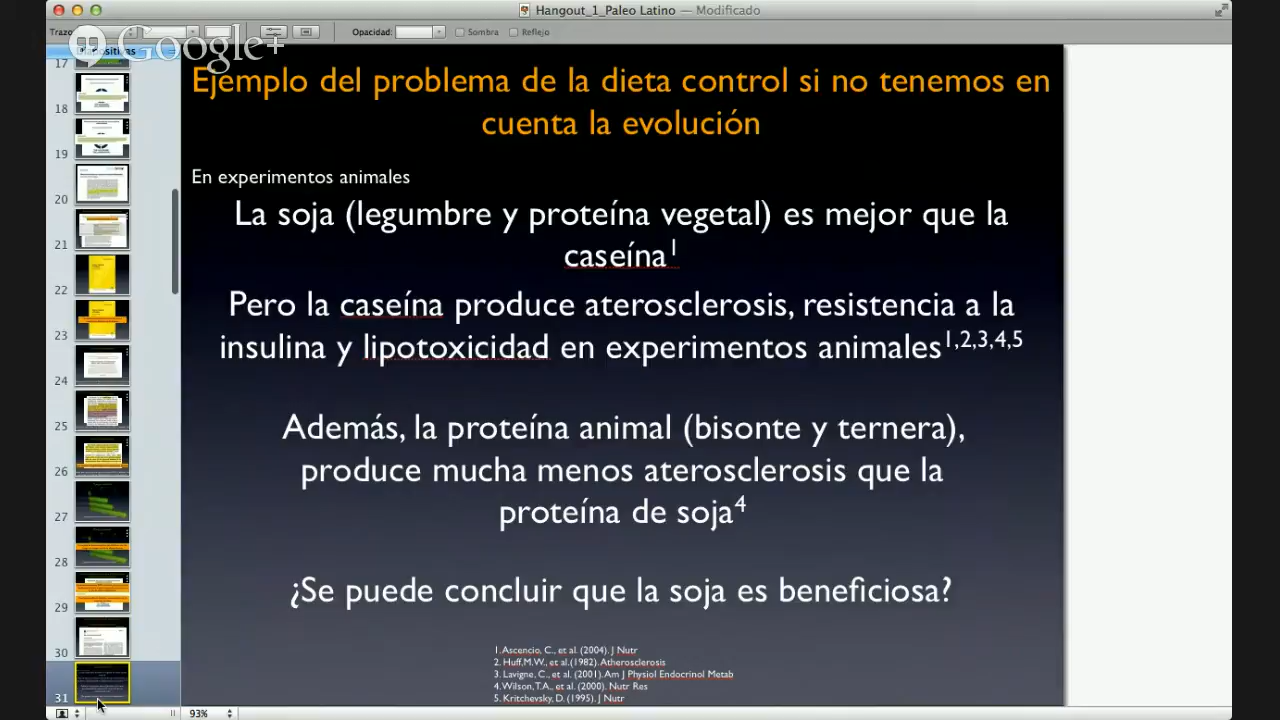 Hangout_1_Paleo Latino — Modificado
Trazo
Opacidad:
Sombra
Reflejo
Google+
Ejemplo del problema de la dieta control si no tenemos en
cuenta la evolución
En experimentos animales
La soja (legumbre y proteína vegetal) es mejor que la
caseína1
Pero la caseína produce aterosclerosis, resistencia a la
insulina y lipotoxicidad en experimentos animales1,2,3,4,5
Además, la proteína animal (bisonte y ternera),
produce mucha menos aterosclerosis que la
proteína de soja4
¿Se puede concluir que la soja es beneficiosa?
1. Ascencio, C., et al. (2004). J Nutr
2. Huff,M.W., et al.(1982). Atherosclerosis
3. Lavigne, C., et al. (2001). Am J Physiol Endocrinol Metab
4. Wilson, T.A., et al. (2000). Nutr Res
5. Kritchevsky, D. (1995). J Nutr
17
18
19
20
21
22
23
24
25
26
27
28
29
30
31
93%